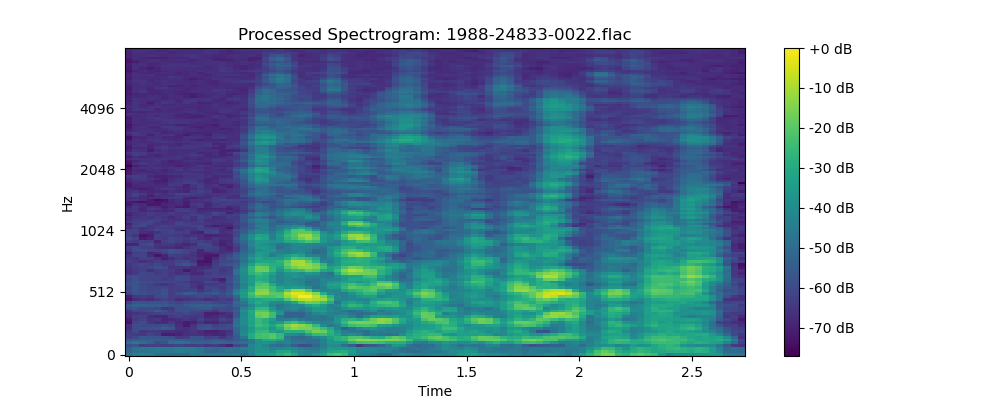 Processed Spectrogram: 1988-24833-0022.flac
+0 dB
-10 dB
-20 dB
-30 dB
-40 dB
-50 dB
-60 dB
-70 dB
4096
2048
1024
512
0
Hz
0
0.5
1
1.5
2
2.5
Time